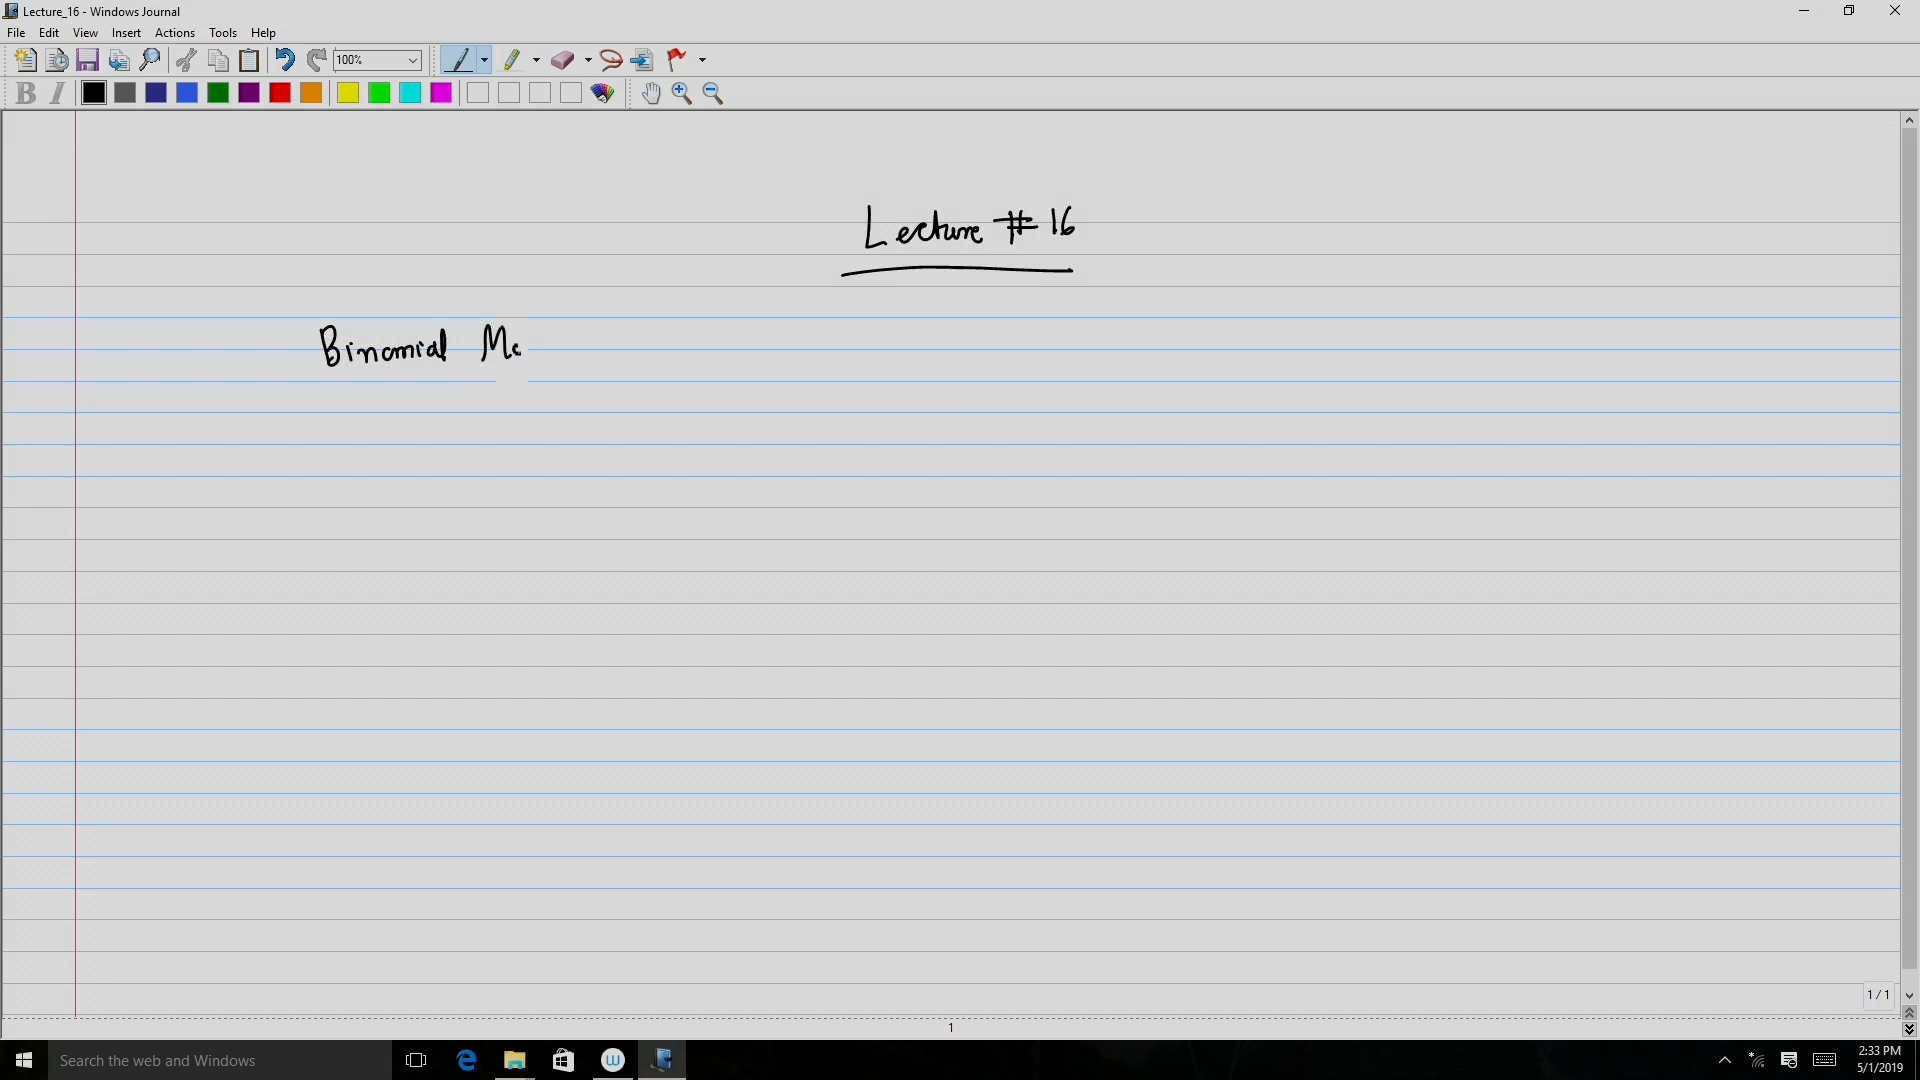 Lecture_16 - Windows Journal
File Edit View Insert Actions Tools Help
100%
B I
Lecture # 16
Binomial Mo
1 / 1
1
Search the web and Windows
2:33 PM
5/1/2019